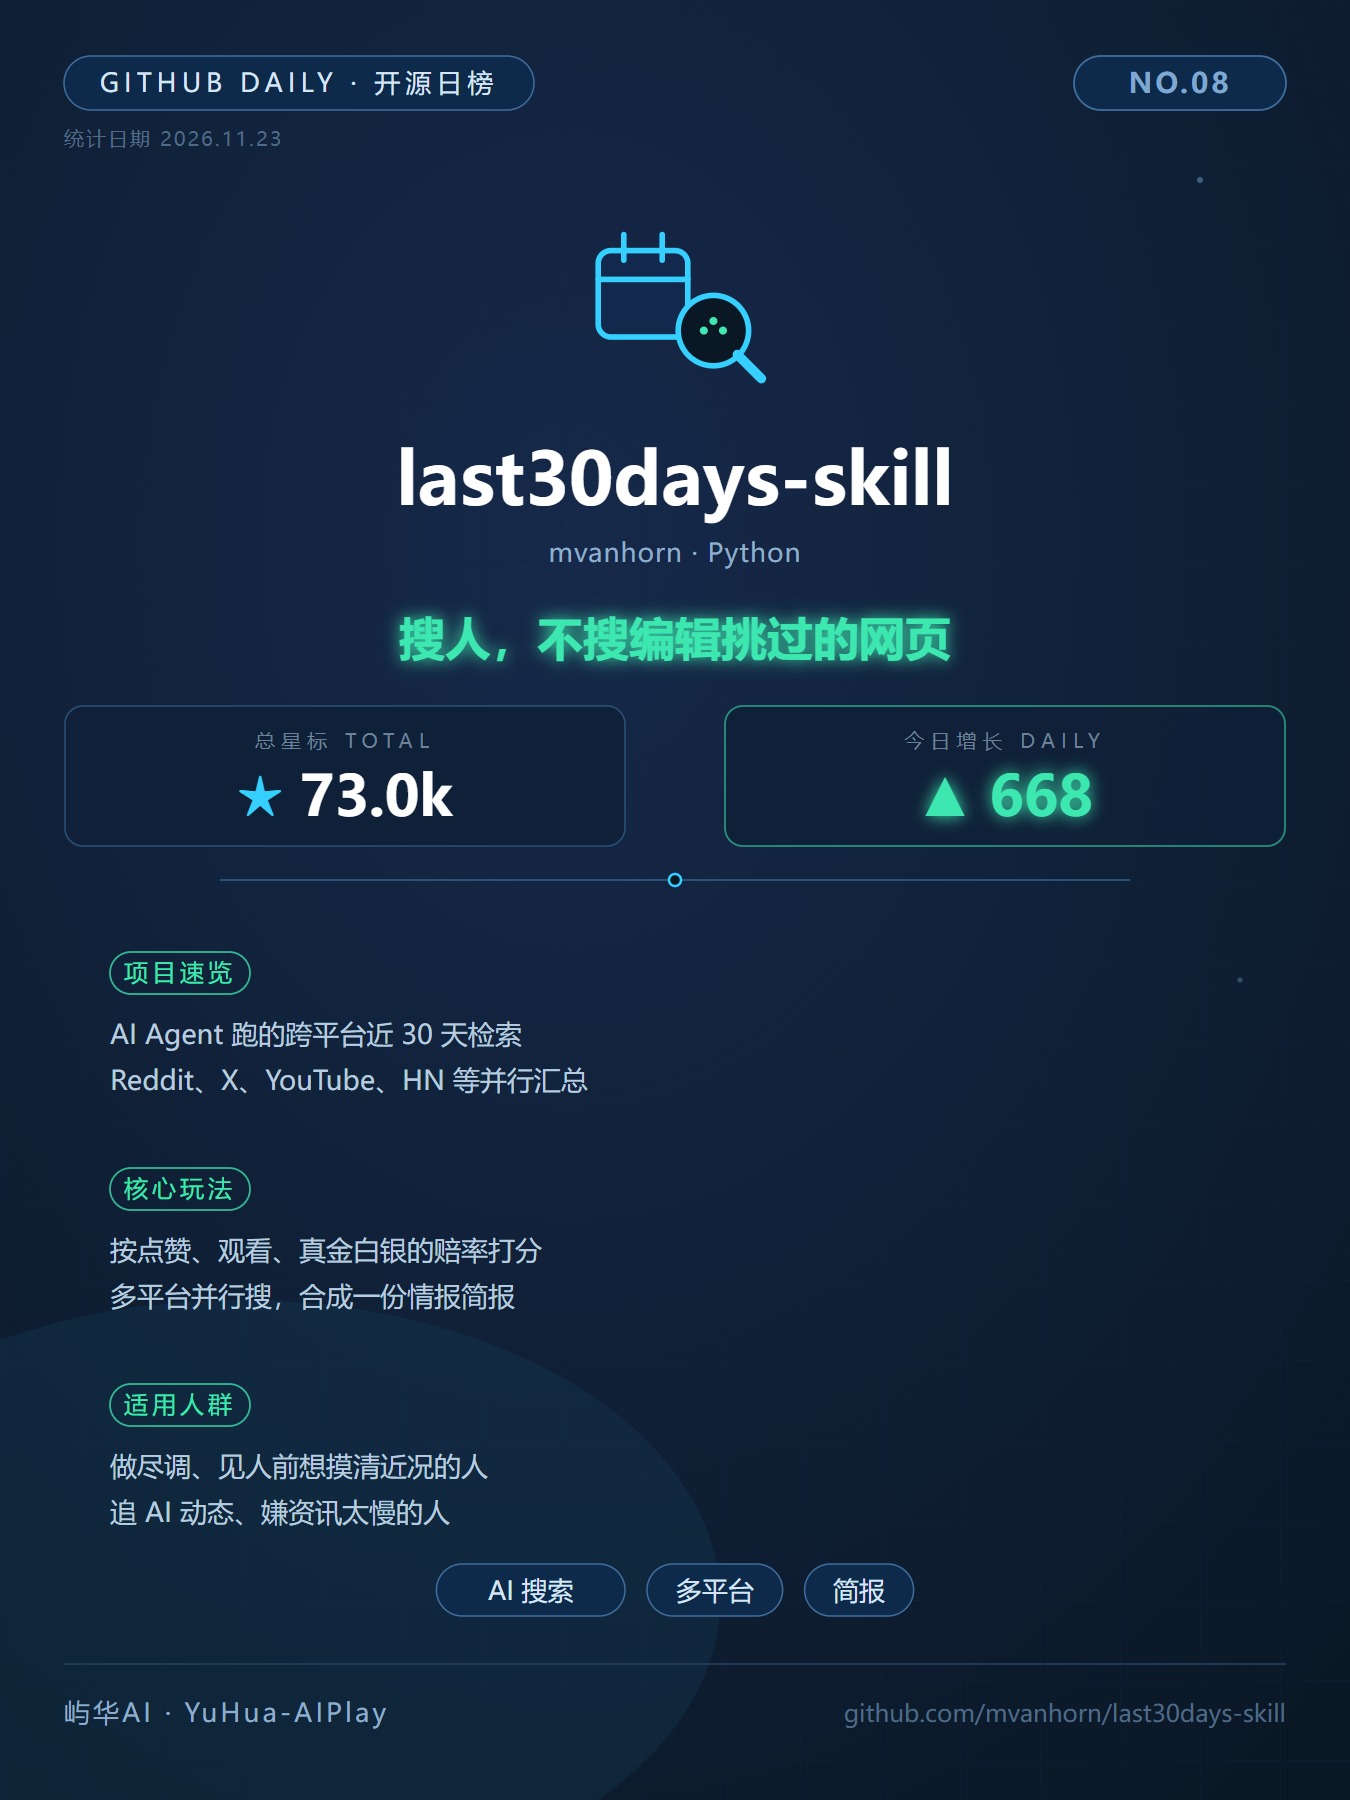 GITHUB DAILY · 开源日榜
NO.08
统计日期 2026.11.23
last30days-skill
mvanhorn · Python
搜人，不搜编辑挑过的网页
总星标 TOTAL
★ 73.0k
今日增长 DAILY
▲ 668
项目速览
AI Agent 跑的跨平台近 30 天检索
Reddit、X、YouTube、HN 等并行汇总
核心玩法
按点赞、观看、真金白银的赔率打分
多平台并行搜，合成一份情报简报
适用人群
做尽调、见人前想摸清近况的人
追 AI 动态、嫌资讯太慢的人
AI 搜索
多平台
简报
屿华AI · YuHua-AIPlay
github.com/mvanhorn/last30days-skill